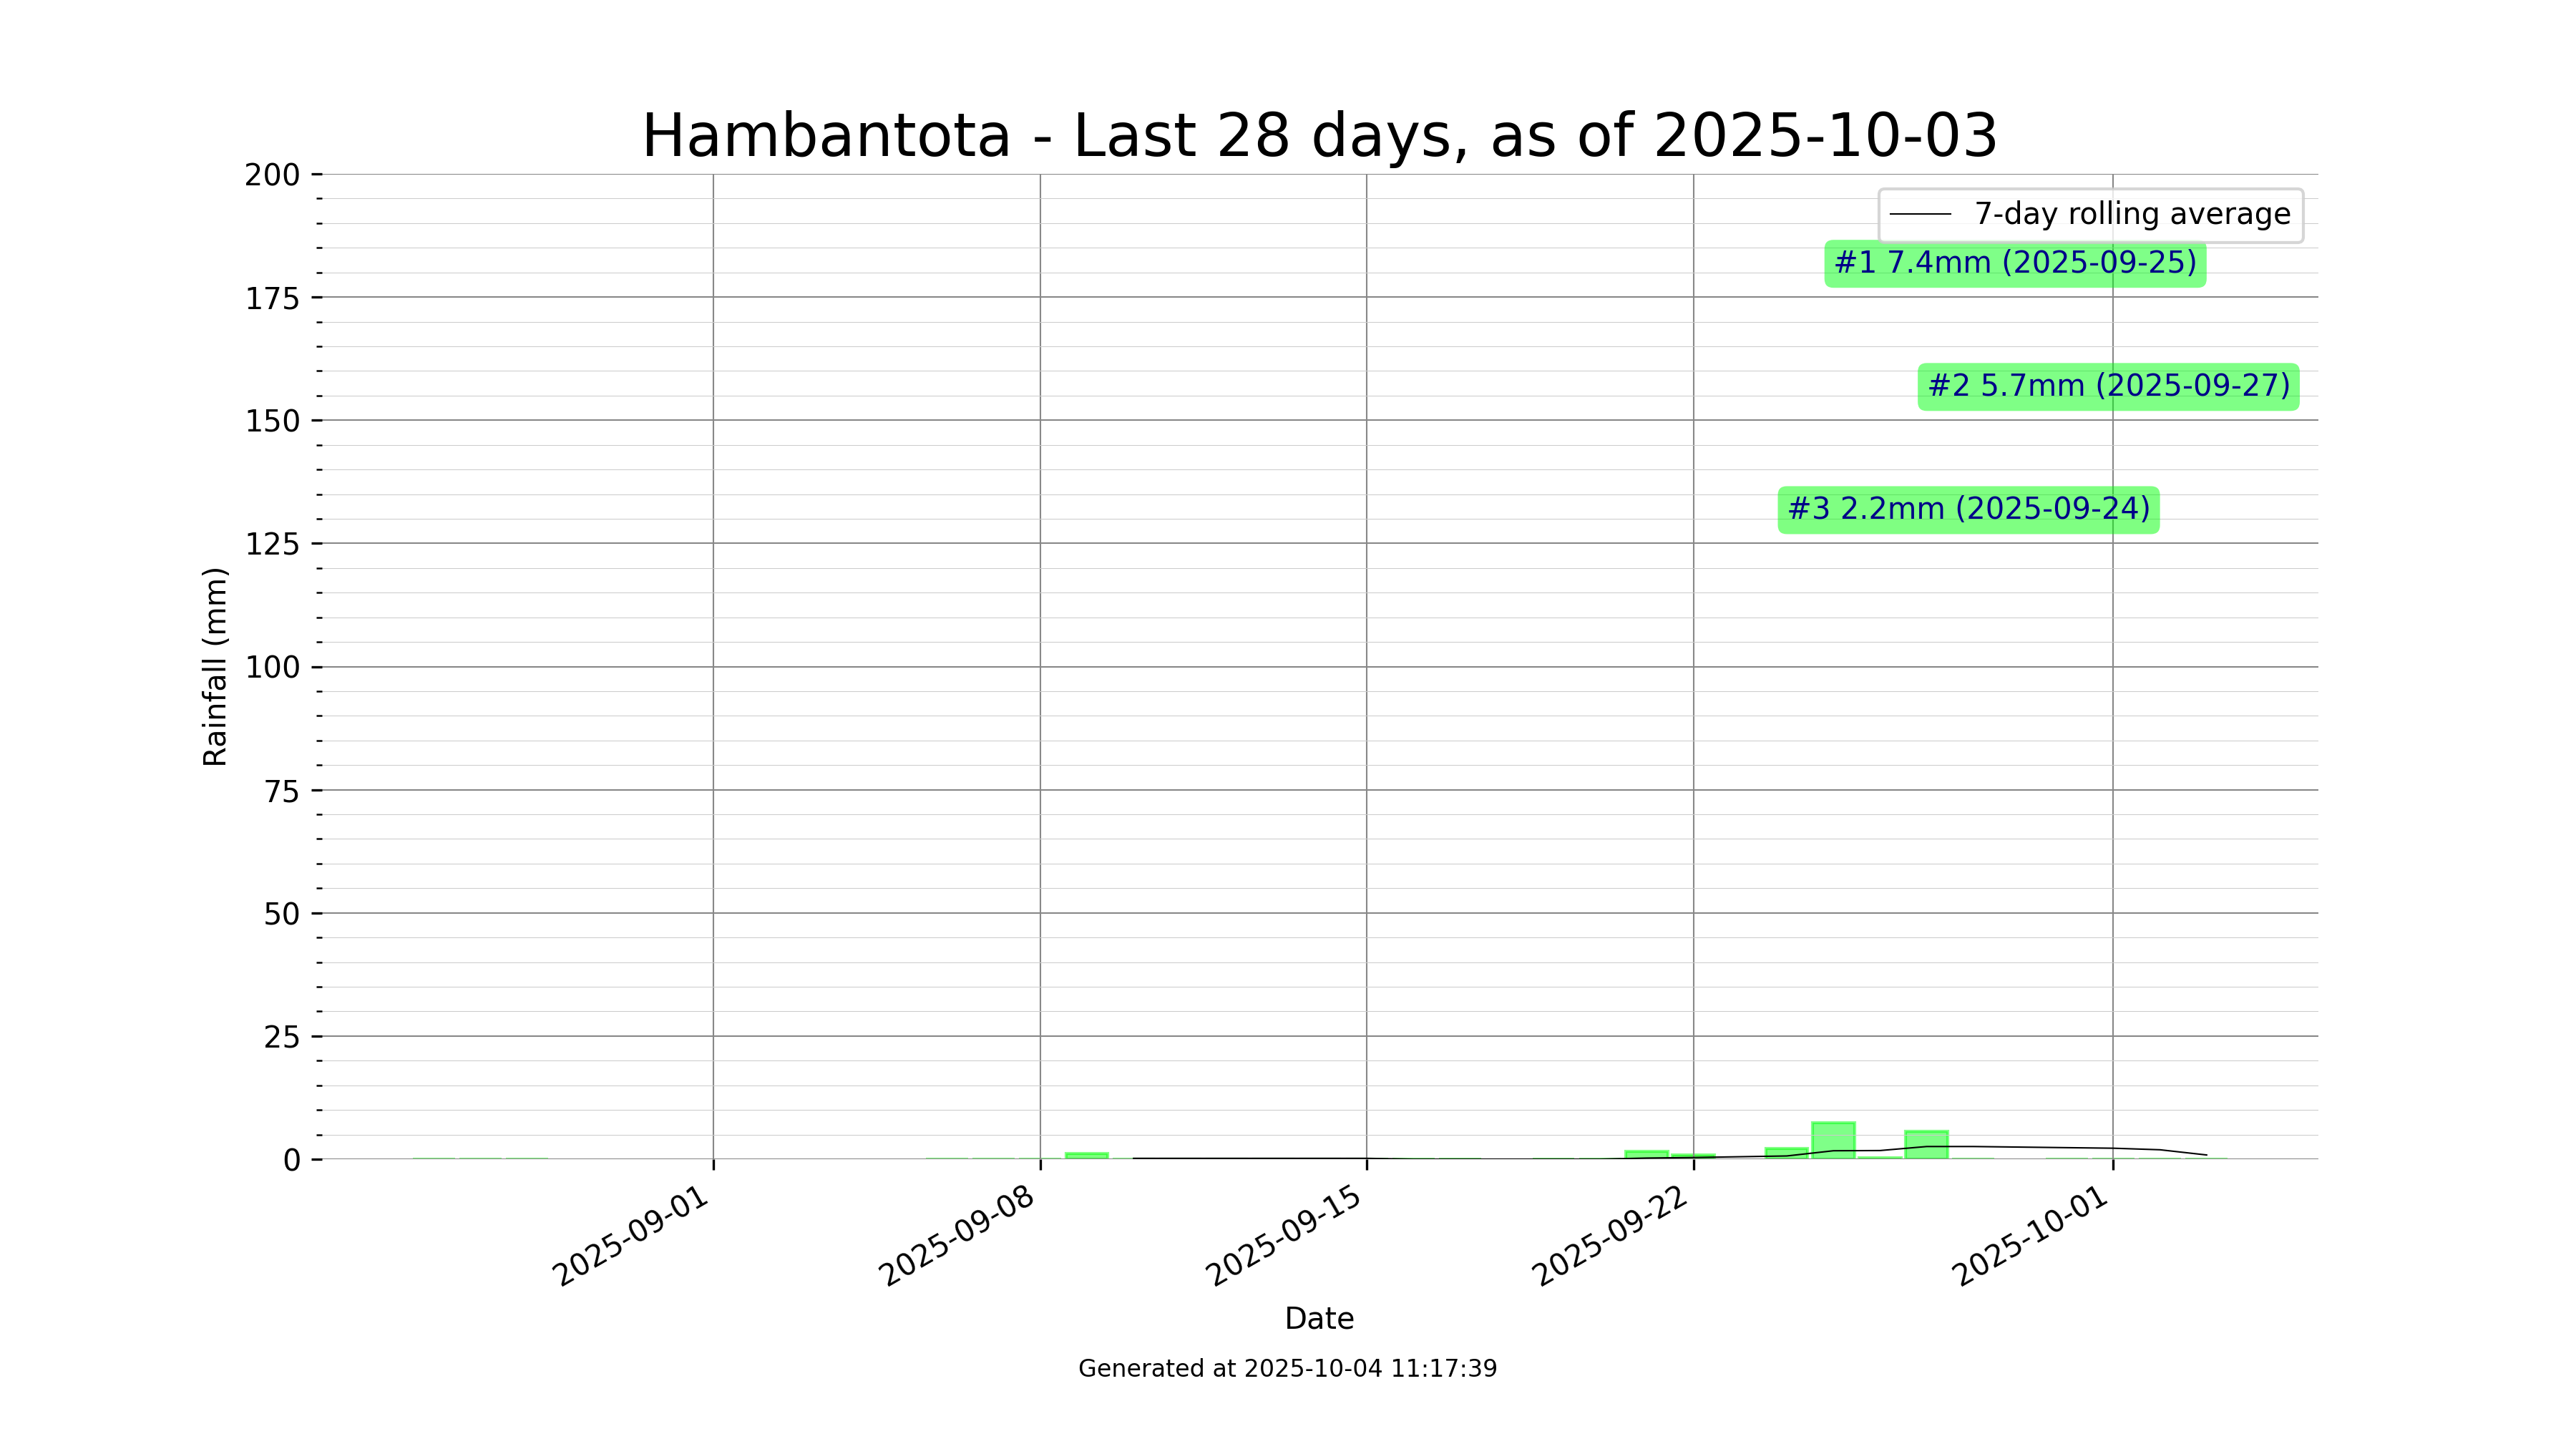 Hambantota - Last 28 days, as of 2025-10-03
7-day rolling average
#1 7.4mm (2025-09-25)
#2 5.7mm (2025-09-27)
#3 2.2mm (2025-09-24)
Rainfall (mm)
200
175
150
125
100
75
50
25
0
2025-09-01
2025-09-08
2025-09-15
2025-09-22
2025-10-01
Date
Generated at 2025-10-04 11:17:39